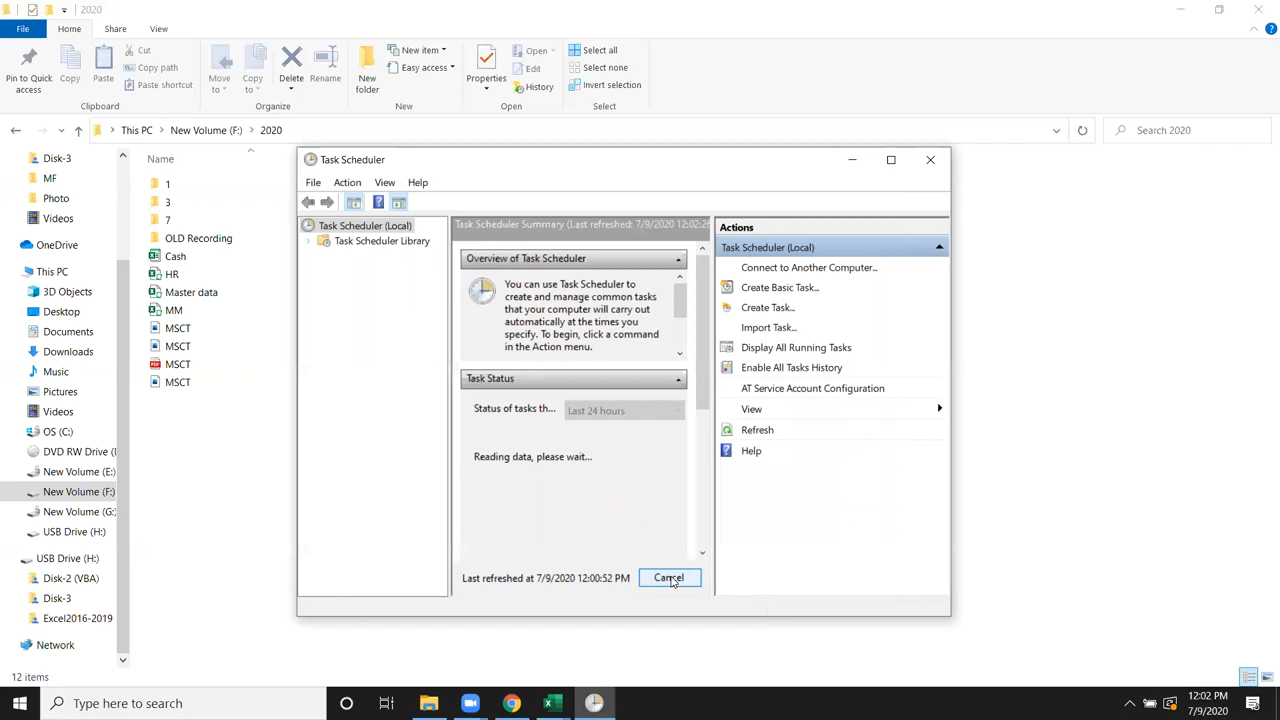 2020
File Home Share View
Pin to Quick access
Copy
Paste
Cut
Copy path
Paste shortcut
Clipboard
Move to
Copy to
Delete
Rename
Organize
New folder
New item
Easy access
New
Properties
Open
Edit
History
Open
Select all
Select none
Invert selection
Select
This PC > New Volume (F:) > 2020
Search 2020
Disk-3
MF
Photo
Videos
OneDrive
This PC
3D Objects
Desktop
Documents
Downloads
Music
Pictures
Videos
OS (C:)
DVD RW Drive (
New Volume (E:)
New Volume (F:)
New Volume (G:)
USB Drive (H:)
USB Drive (H:)
Disk-2 (VBA)
Disk-3
Excel2016-2019
Network
Name
1
3
7
OLD Recording
Cash
HR
Master data
MM
MSCT
MSCT
MSCT
MSCT
12 items
Task Scheduler
File Action View Help
Task Scheduler (Local)
Task Scheduler Library
Task Scheduler Summary (Last refreshed: 7/9/2020 12:02:26
Overview of Task Scheduler
You can use Task Scheduler to
create and manage common tasks
that your computer will carry out
automatically at the times you
specify. To begin, click a command
in the Action menu.
Task Status
Status of tasks th... Last 24 hours
Reading data, please wait...
Last refreshed at 7/9/2020 12:00:52 PM
Cancel
Actions
Task Scheduler (Local)
Connect to Another Computer...
Create Basic Task...
Create Task...
Import Task...
Display All Running Tasks
Enable All Tasks History
AT Service Account Configuration
View
Refresh
Help
Type here to search
12:02 PM
7/9/2020